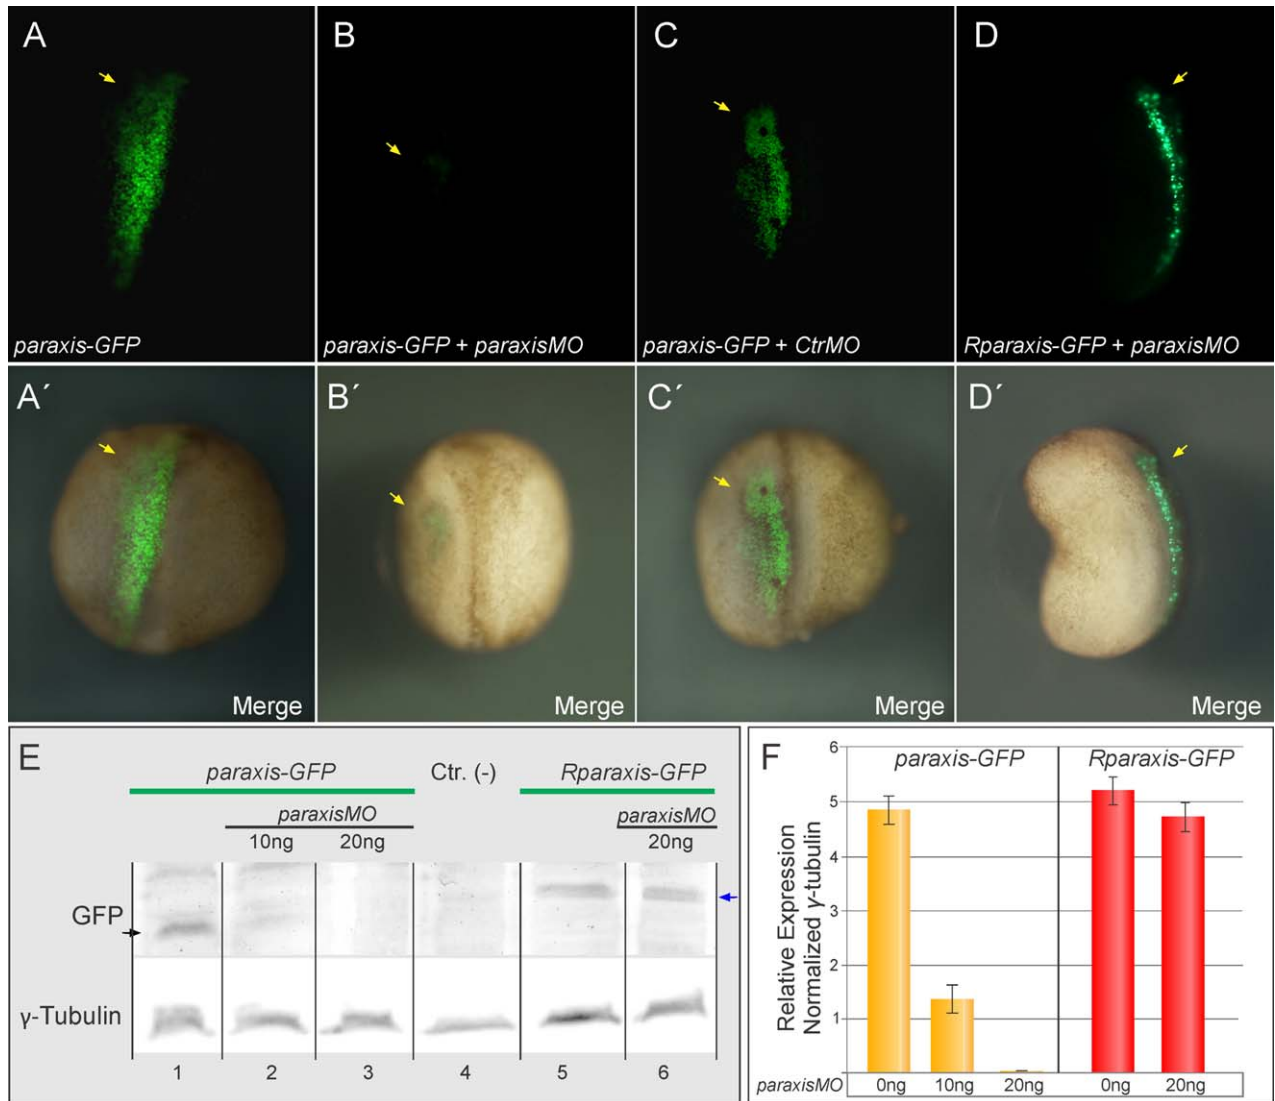 A
B
C
D
paraxis-GFP
paraxis-GFP + paraxisMO
paraxis-GFP + CtrMO
Rparaxis-GFP + paraxisMO
A´
B´
C´
D´
Merge
Merge
Merge
Merge
E
paraxis-GFP
Ctr. (-)
Rparaxis-GFP
paraxisMO
paraxisMO
10ng
20ng
20ng
GFP
γ-Tubulin
1
2
3
4
5
6
F
paraxis-GFP
Rparaxis-GFP
Relative Expression
Normalized γ-tubulin
6
5
4
3
2
1
paraxisMO
0ng
10ng
20ng
0ng
20ng